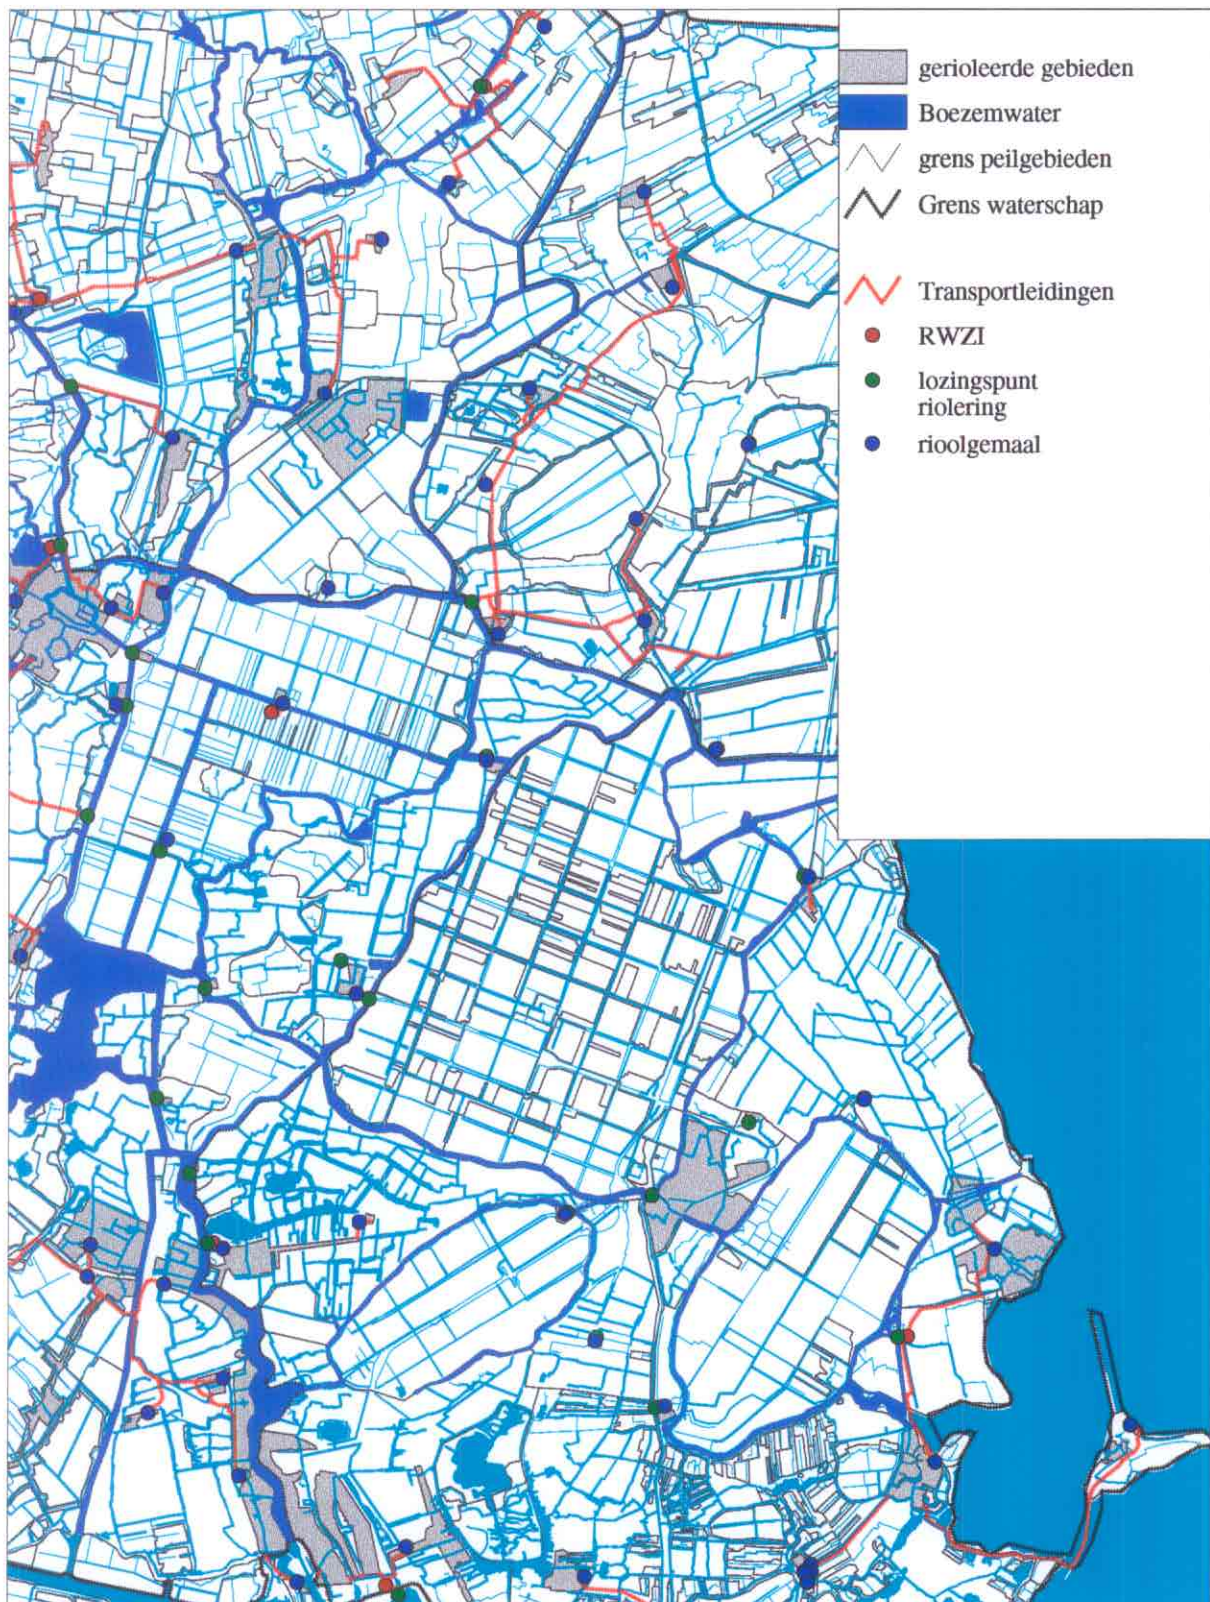 gerioleerde gebieden
Boezemwater
grens peilgebieden
Grens waterschap
Transportleidingen
RWZI
lozingspunt
riolering
rioolgemaal